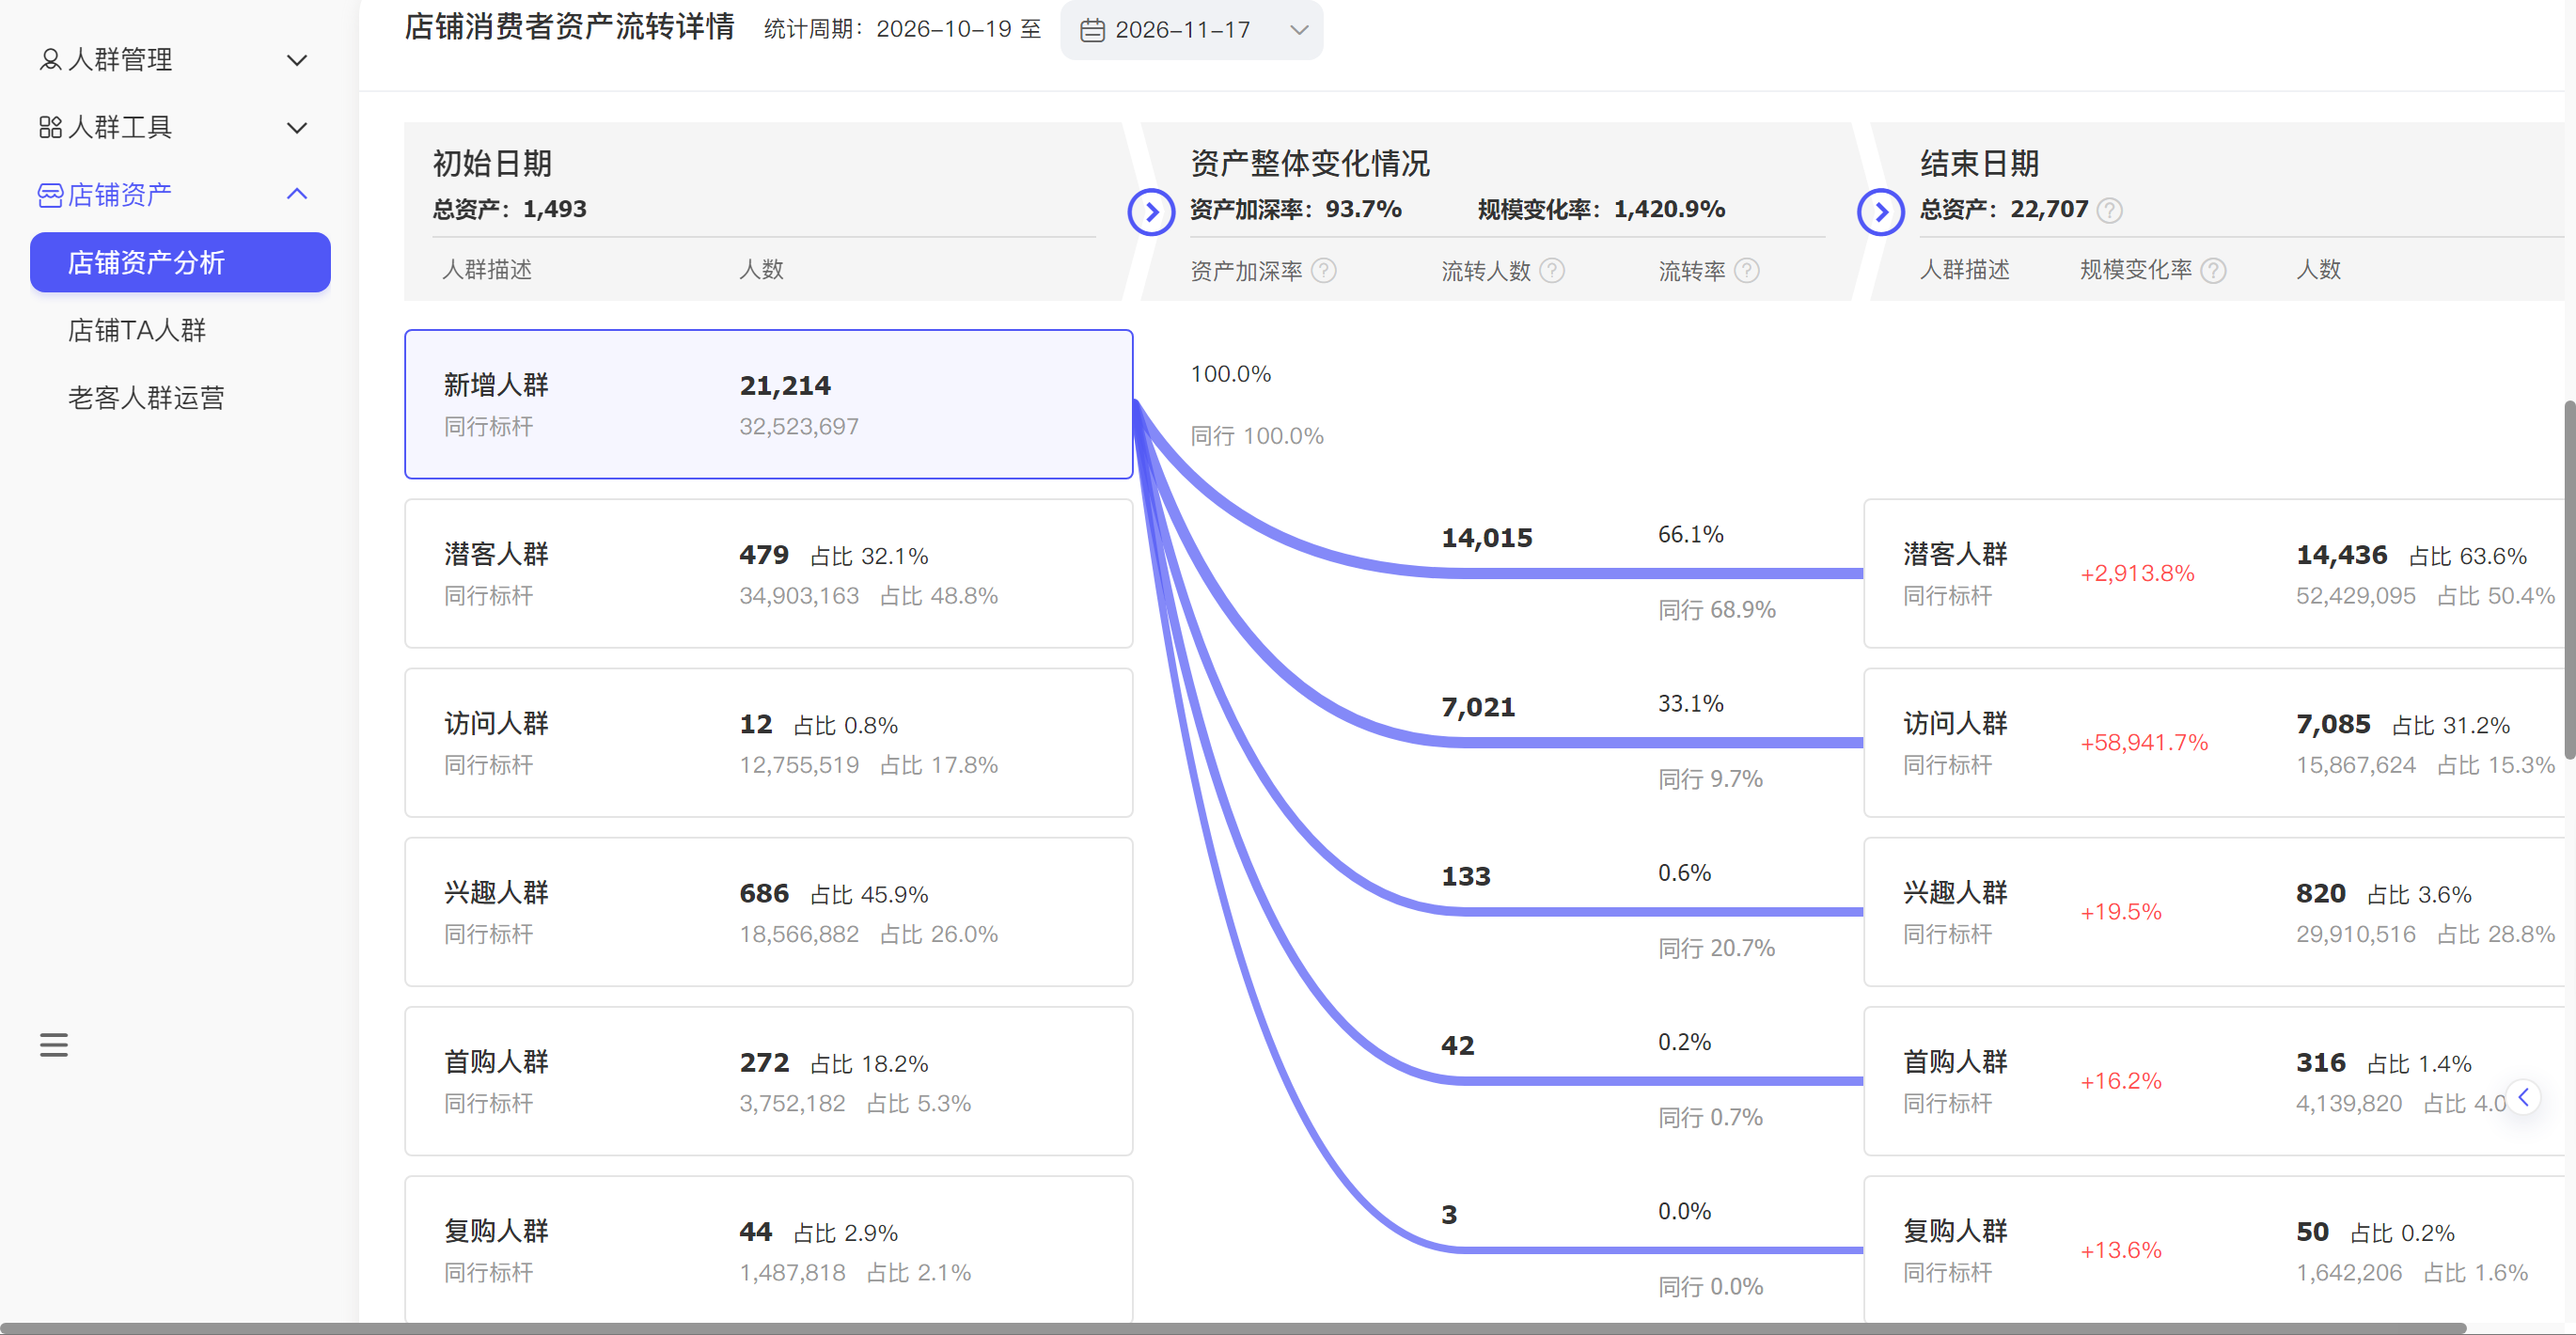 人群管理
人群工具
店铺资产
店铺资产分析
店铺TA人群
老客人群运营
店铺消费者资产流转详情 统计周期：2026-10-19 至 2026-11-17
初始日期
总资产：1,493
人群描述 人数
资产整体变化情况
资产加深率：93.7% 规模变化率：1,420.9%
资产加深率 流转人数 流转率
结束日期
总资产：22,707
人群描述 规模变化率 人数
新增人群 21,214
同行标杆 32,523,697
100.0%
同行 100.0%
潜客人群 479 占比 32.1%
同行标杆 34,903,163 占比 48.8%
14,015 66.1%
同行 68.9%
潜客人群 +2,913.8% 14,436 占比 63.6%
同行标杆 52,429,095 占比 50.4%
访问人群 12 占比 0.8%
同行标杆 12,755,519 占比 17.8%
7,021 33.1%
同行 9.7%
访问人群 +58,941.7% 7,085 占比 31.2%
同行标杆 15,867,624 占比 15.3%
兴趣人群 686 占比 45.9%
同行标杆 18,566,882 占比 26.0%
133 0.6%
同行 20.7%
兴趣人群 +19.5% 820 占比 3.6%
同行标杆 29,910,516 占比 28.8%
首购人群 272 占比 18.2%
同行标杆 3,752,182 占比 5.3%
42 0.2%
同行 0.7%
首购人群 +16.2% 316 占比 1.4%
同行标杆 4,139,820 占比 4.0
复购人群 44 占比 2.9%
同行标杆 1,487,818 占比 2.1%
3 0.0%
同行 0.0%
复购人群 +13.6% 50 占比 0.2%
同行标杆 1,642,206 占比 1.6%